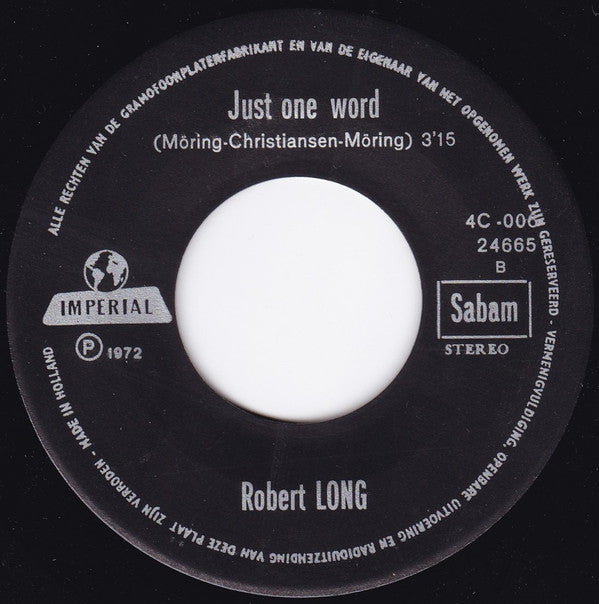 ALLE RECHTEN VAN DE GRAMOFOONPLATENFABRIKANT EN VAN DE EIGENAAR VAN HET OPGENOMEN WERK ZIJN GERESERVEERD - VERMENIGVULDIGING, OPENBARE UITVOERING EN RADIOUITZENDING VAN DEZE PLAAT ZIJN VERBODEN - MADE IN HOLLAND
Just one word
(Möring-Christiansen-Möring) 3'15
4C-006
24665
B
IMPERIAL
Sabam
STEREO
P 1972
Robert LONG